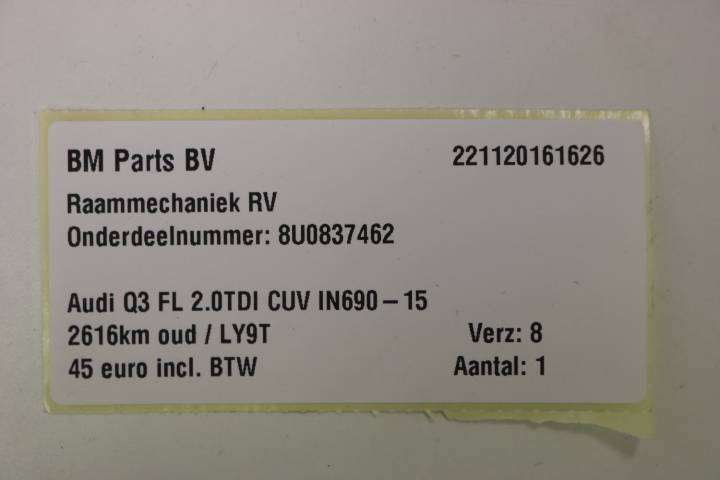 BM Parts BV 221120161626
Raammechaniek RV
Onderdeelnummer: 8U0837462
Audi Q3 FL 2.0TDI CUV IN690-15
2616km oud / LY9T Verz: 8
45 euro incl. BTW Aantal: 1